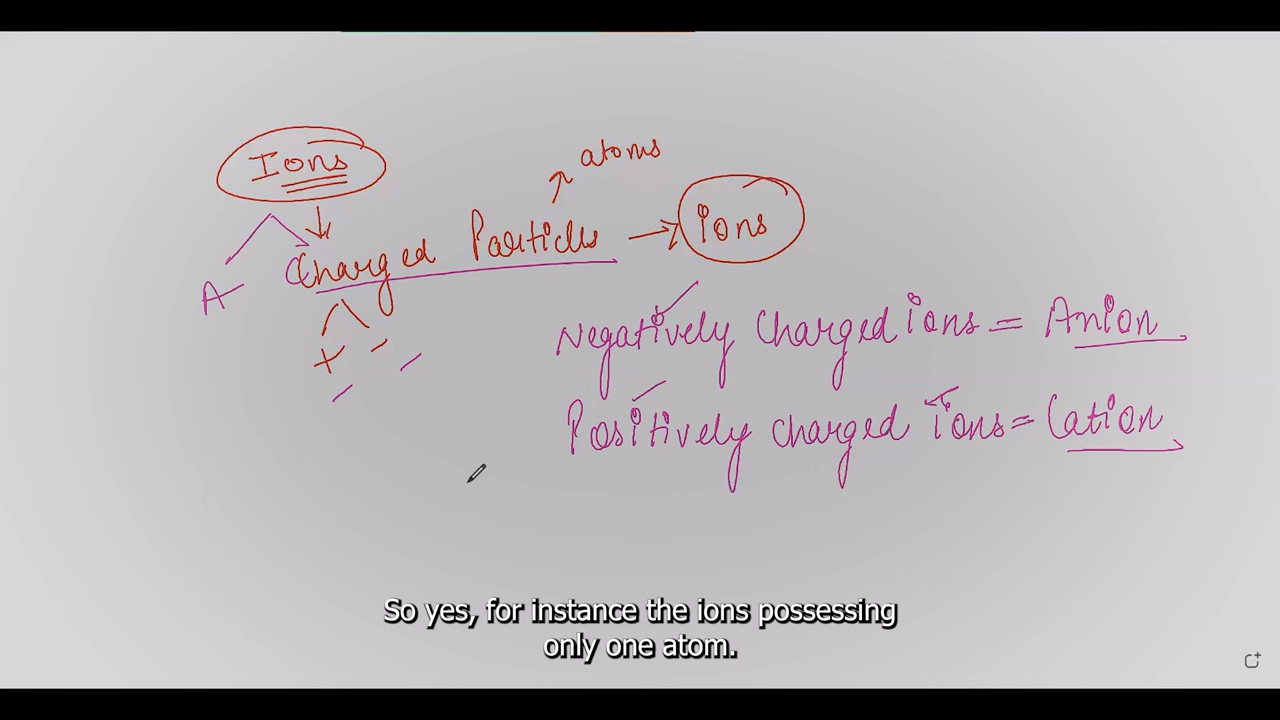 Ions
atoms
Charged Particles → ions
A
+ -
Negatively charged ions = Anion
Positively charged ions = Cation
So yes, for instance the ions possessing
only one atom.